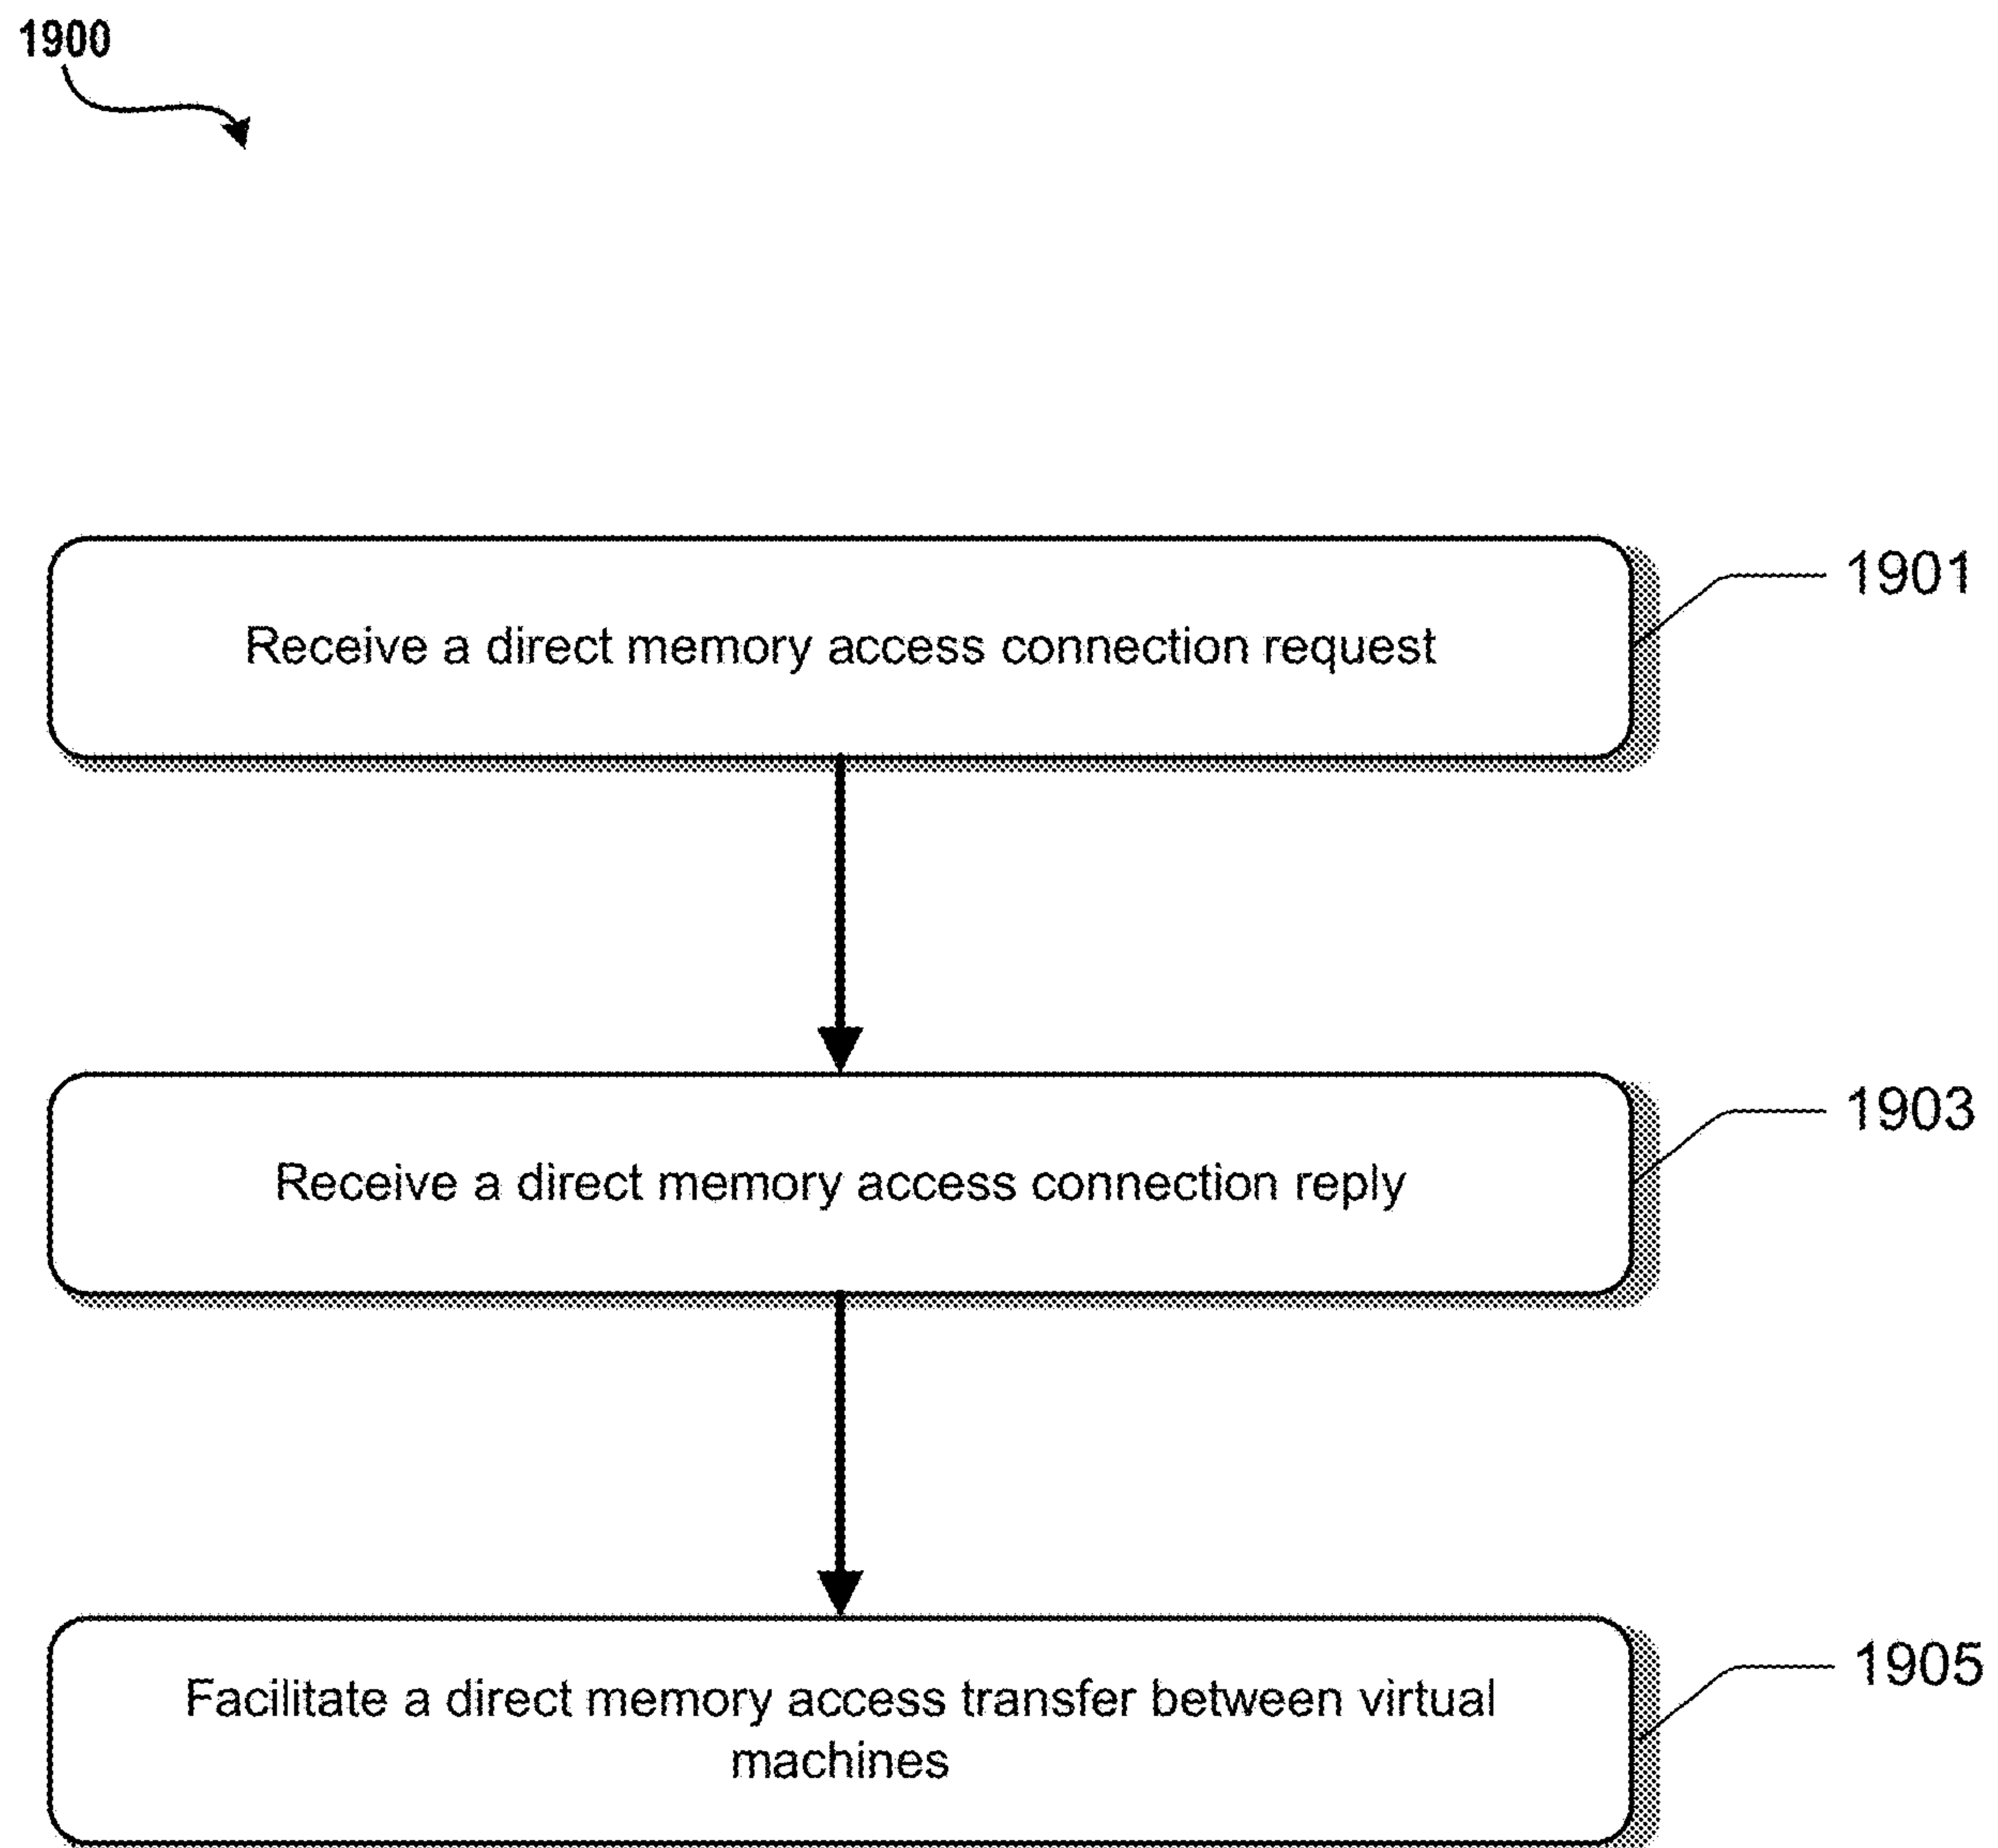 1900
Receive a direct memory access connection request
1901
Receive a direct memory access connection reply
1903
Facilitate a direct memory access transfer between virtual
machines
1905